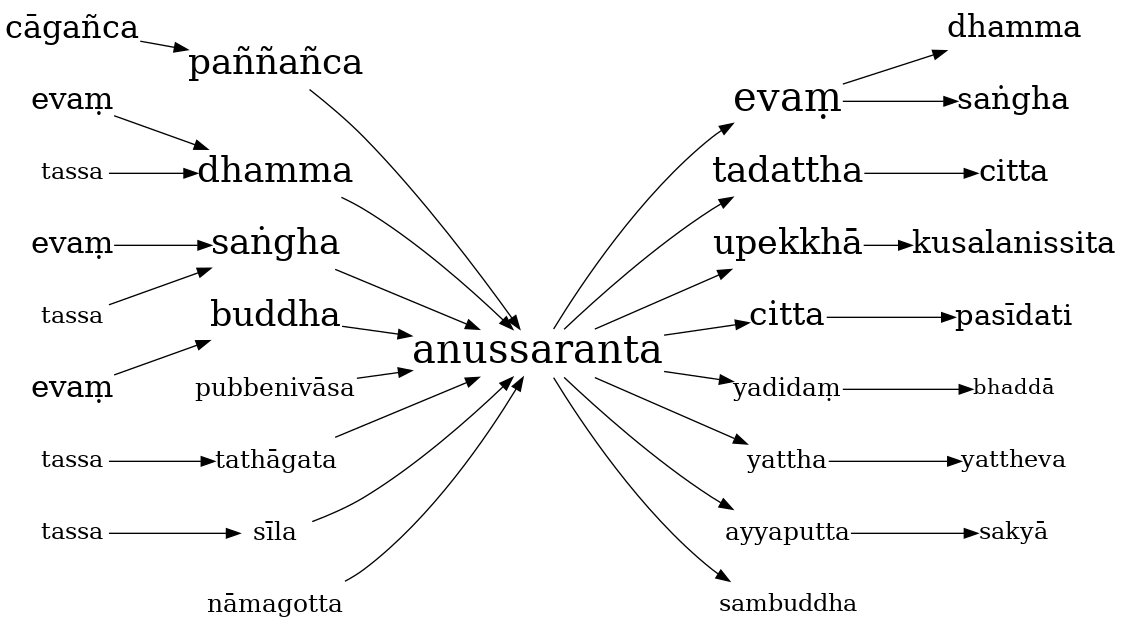 cāgañca
paññañca
evaṃ
tassa
dhamma
evaṃ
tassa
saṅgha
evaṃ
buddha
pubbenivāsa
tassa
tathāgata
tassa
sīla
nāmagotta
anussaranta
evaṃ
dhamma
saṅgha
tadattha
citta
upekkhā
kusalanissita
citta
pasīdati
yadidaṃ
bhaddā
yattha
yattheva
ayyaputta
sakyā
sambuddha